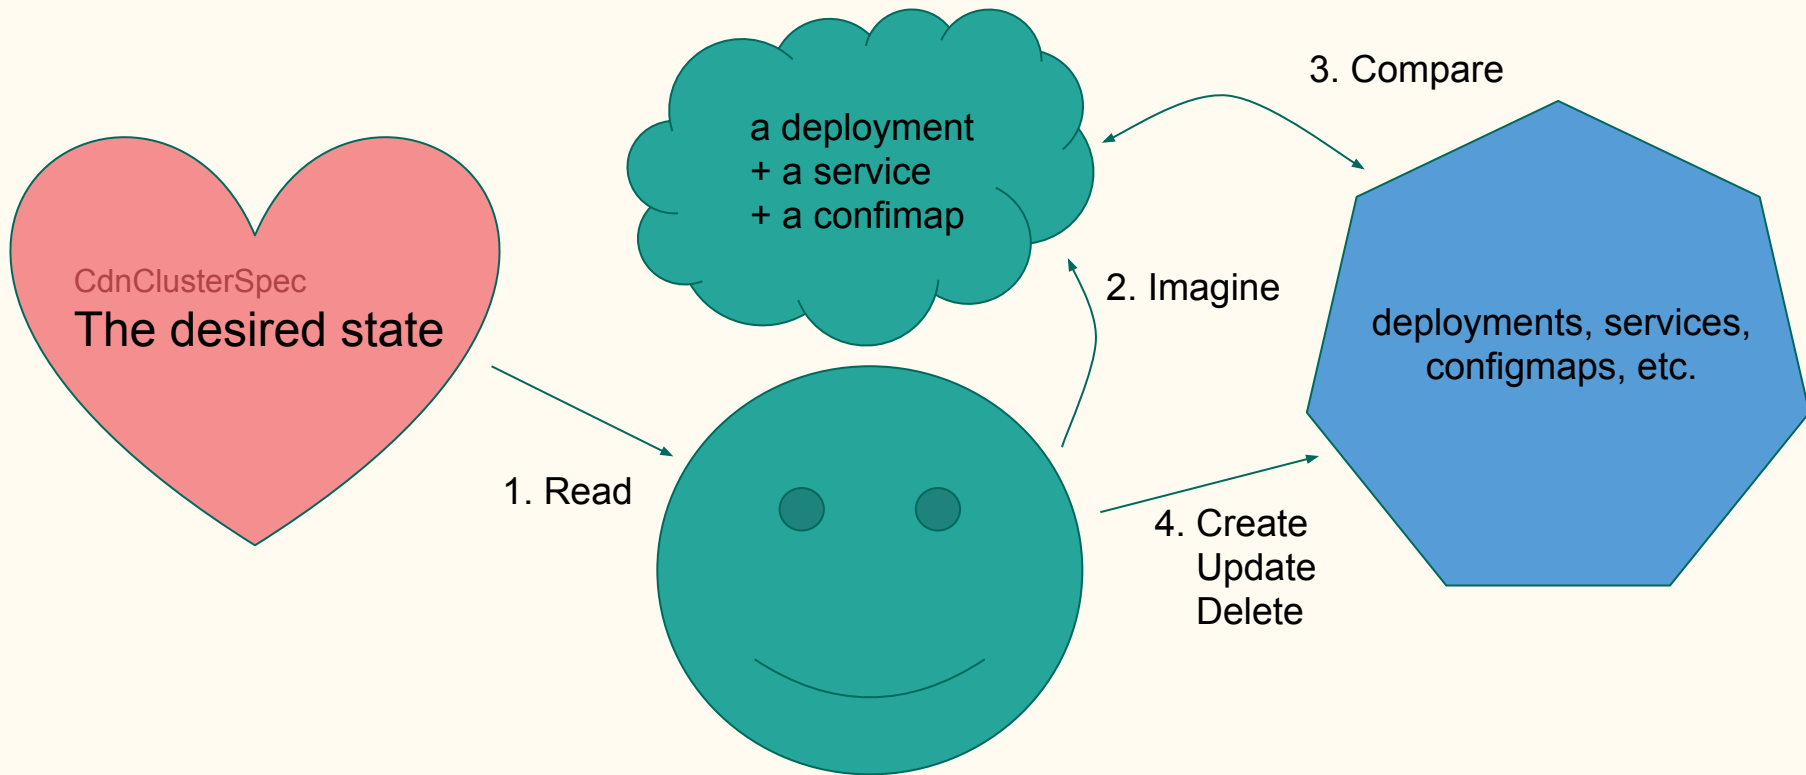 CdnClusterSpec
The desired state
1. Read
a deployment
+ a service
+ a confimap
2. Imagine
3. Compare
deployments, services,
configmaps, etc.
4. Create
Update
Delete